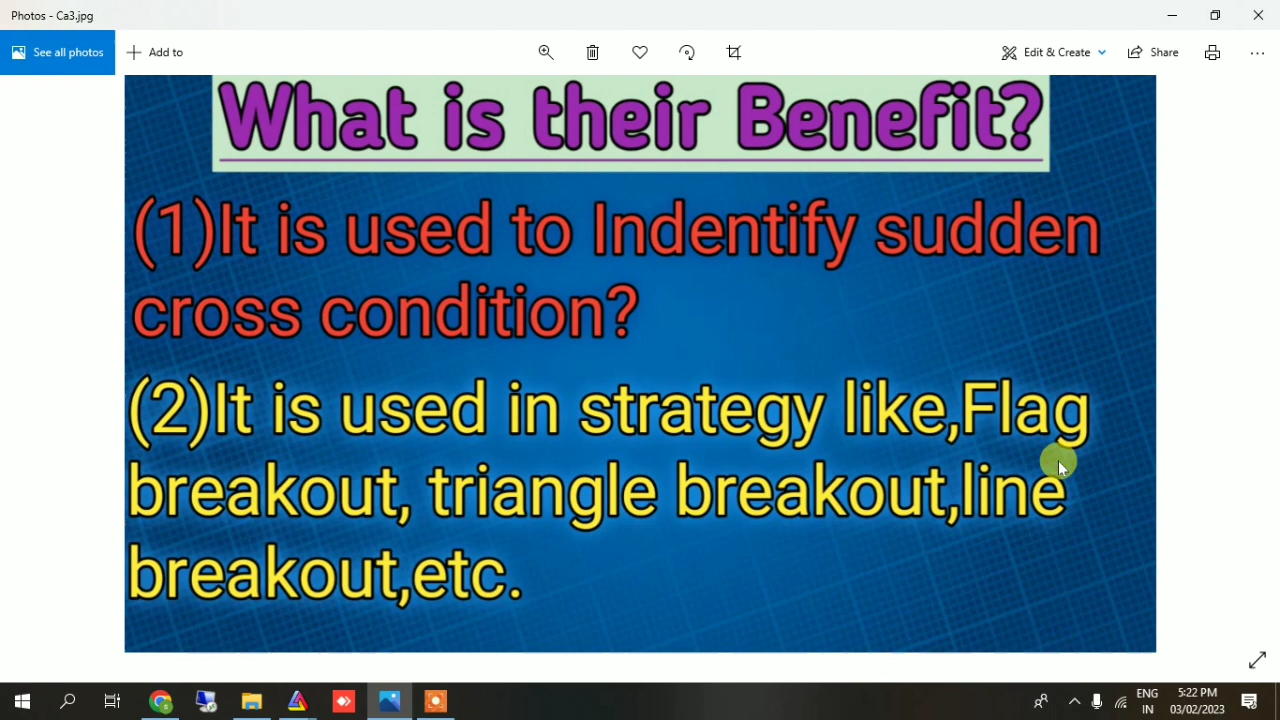 Photos - Ca3.jpg
See all photos
Add to
Edit & Create
Share
What is their Benefit?
(1)It is used to Indentify sudden
cross condition?
(2)It is used in strategy like,Flag
breakout, triangle breakout,line
breakout,etc.
ENG
IN
5:22 PM
03/02/2023